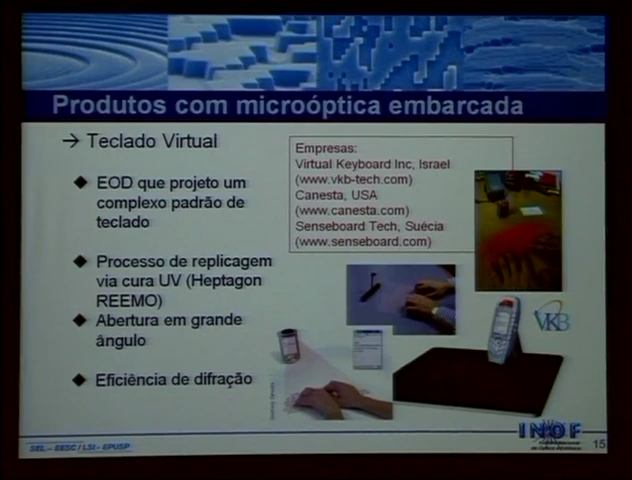 Produtos com microóptica embarcada
→ Teclado Virtual
◆ EOD que projeto um
complexo padrão de
teclado
◆ Processo de replicagem
via cura UV (Heptagon
REEMO)
◆ Abertura em grande
ângulo
◆ Eficiência de difração
Empresas:
Virtual Keyboard Inc, Israel
(www.vkb-tech.com)
Canesta, USA
(www.canesta.com)
Senseboard Tech, Suécia
(www.senseboard.com)
VKB
INOF
SEL – EESC / LSI - EPUSP
15